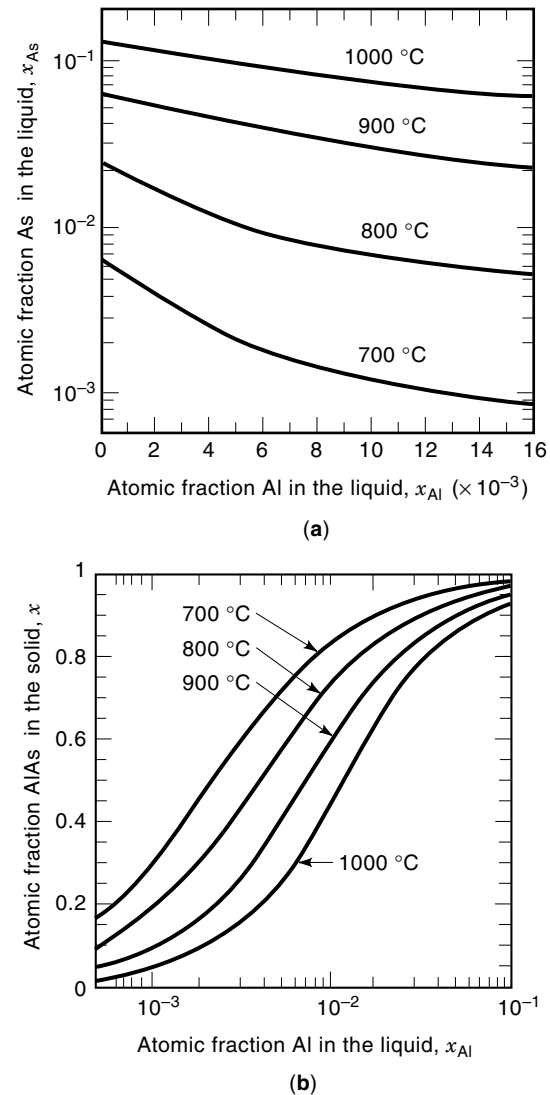 10⁻¹
10⁻²
10⁻³
Atomic fraction As in the liquid, x_As
1000 °C
900 °C
800 °C
700 °C
0 2 4 6 8 10 12 14 16
Atomic fraction Al in the liquid, x_Al (× 10⁻³)
(a)
1
0.8
0.6
0.4
0.2
0
Atomic fraction AlAs in the solid, x
700 °C
800 °C
900 °C
1000 °C
10⁻³ 10⁻² 10⁻¹
Atomic fraction Al in the liquid, x_Al
(b)